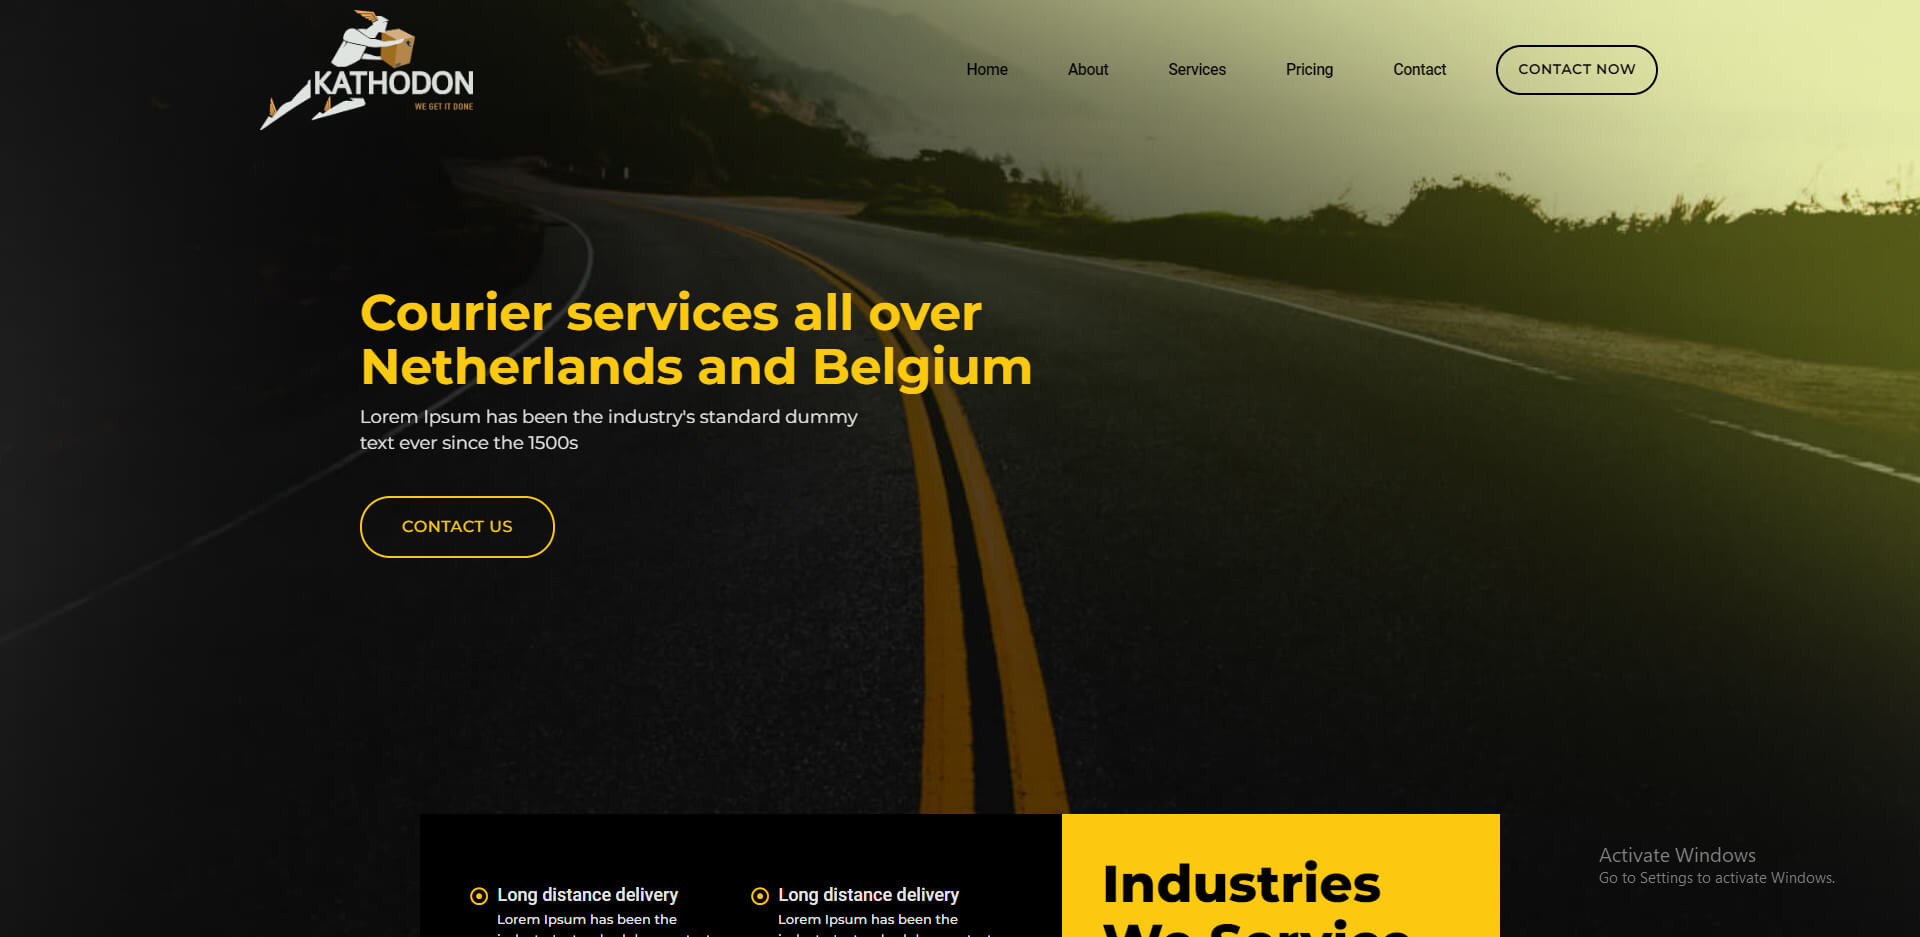 KATHODON
WE GET IT DONE
Home
About
Services
Pricing
Contact
CONTACT NOW
Courier services all over
Netherlands and Belgium
Lorem Ipsum has been the industry's standard dummy
text ever since the 1500s
CONTACT US
Long distance delivery
Lorem Ipsum has been the
Long distance delivery
Lorem Ipsum has been the
Industries
We Service
Activate Windows
Go to Settings to activate Windows.